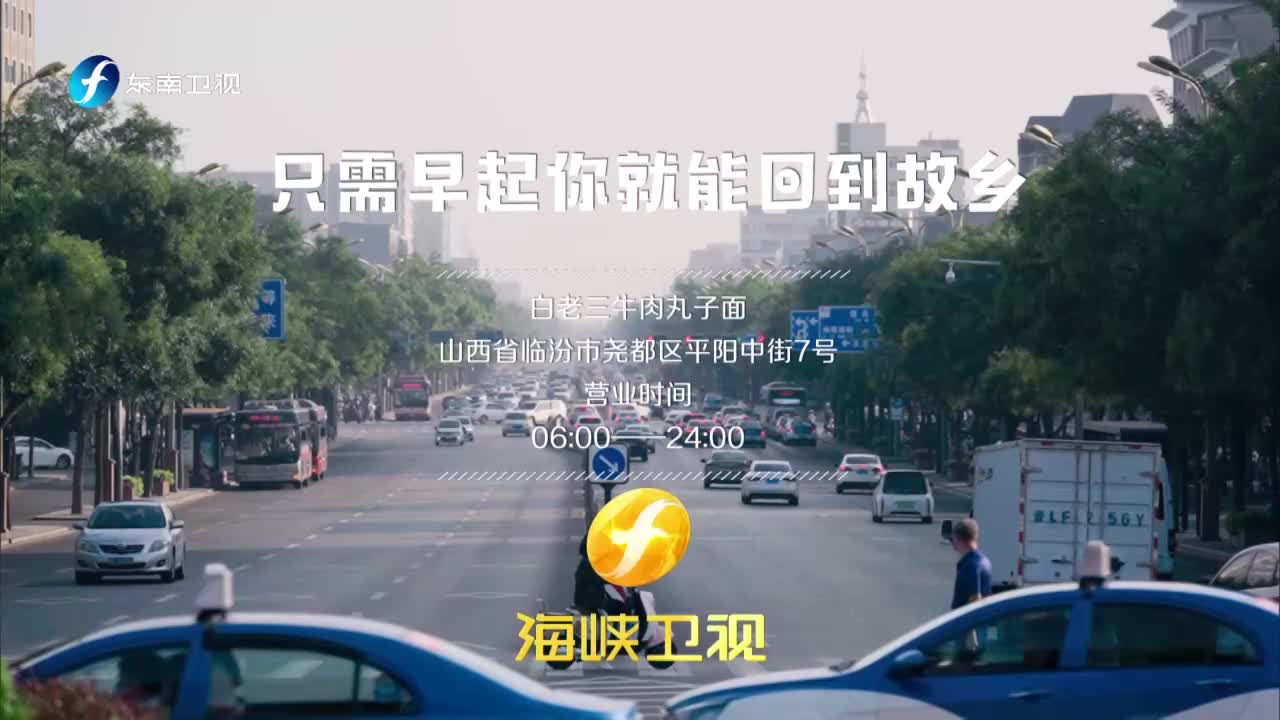 东南卫视
只需早起你就能回到故乡
白老三牛肉丸子面
山西省临汾市尧都区平阳中街7号
营业时间
06:00——24:00
海峡卫视